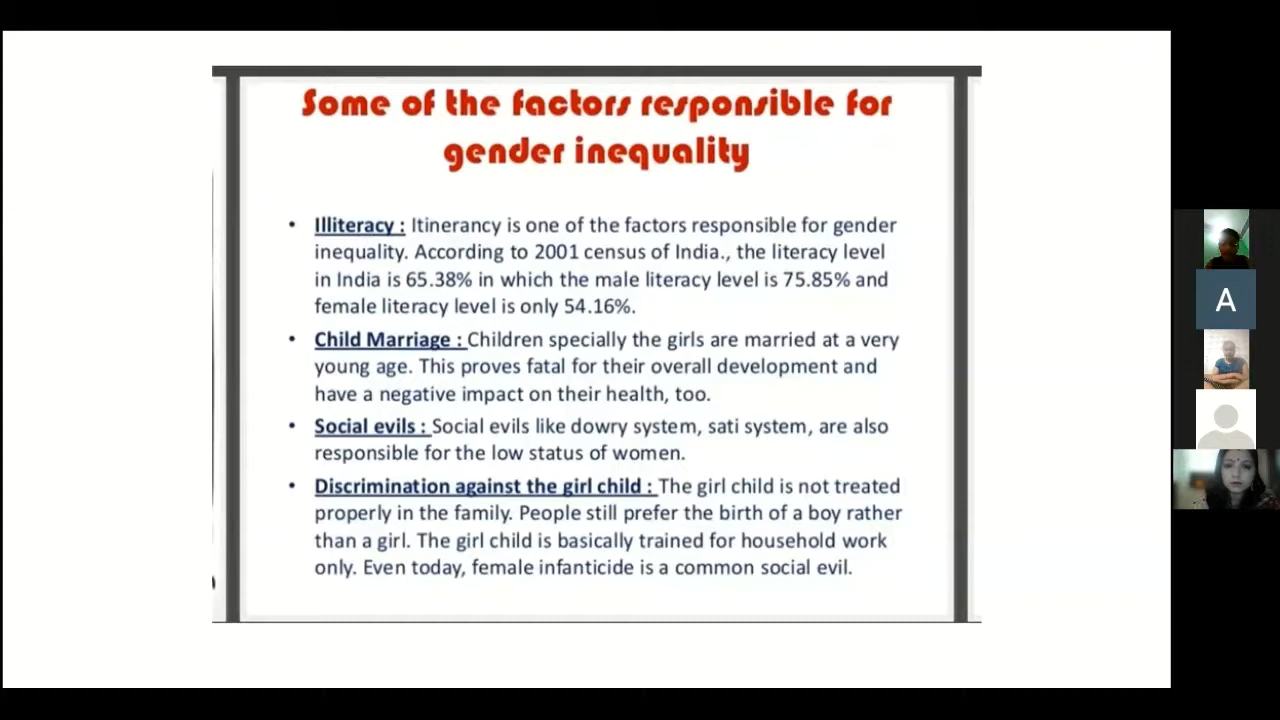 Some of the factors responsible for
gender inequality
• Illiteracy : Itinerancy is one of the factors responsible for gender
inequality. According to 2001 census of India., the literacy level
in India is 65.38% in which the male literacy level is 75.85% and
female literacy level is only 54.16%.
• Child Marriage : Children specially the girls are married at a very
young age. This proves fatal for their overall development and
have a negative impact on their health, too.
• Social evils : Social evils like dowry system, sati system, are also
responsible for the low status of women.
• Discrimination against the girl child : The girl child is not treated
properly in the family. People still prefer the birth of a boy rather
than a girl. The girl child is basically trained for household work
only. Even today, female infanticide is a common social evil.
A